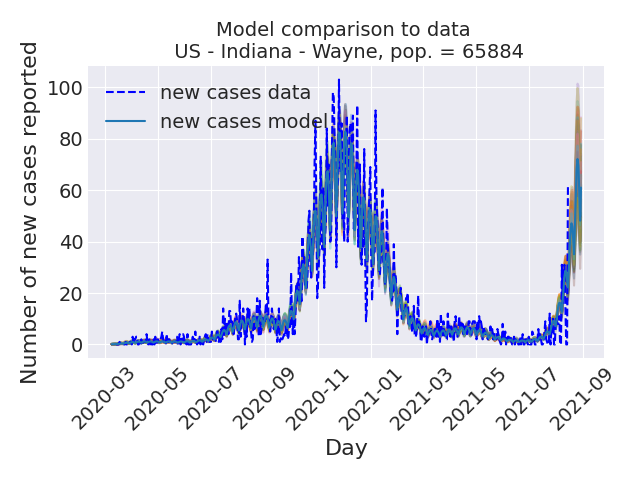 Model comparison to data
US - Indiana - Wayne, pop. = 65884
Number of new cases reported
100
80
60
40
20
0
new cases data
new cases model
2020-03
2020-05
2020-07
2020-09
2020-11
2021-01
2021-03
2021-05
2021-07
2021-09
Day